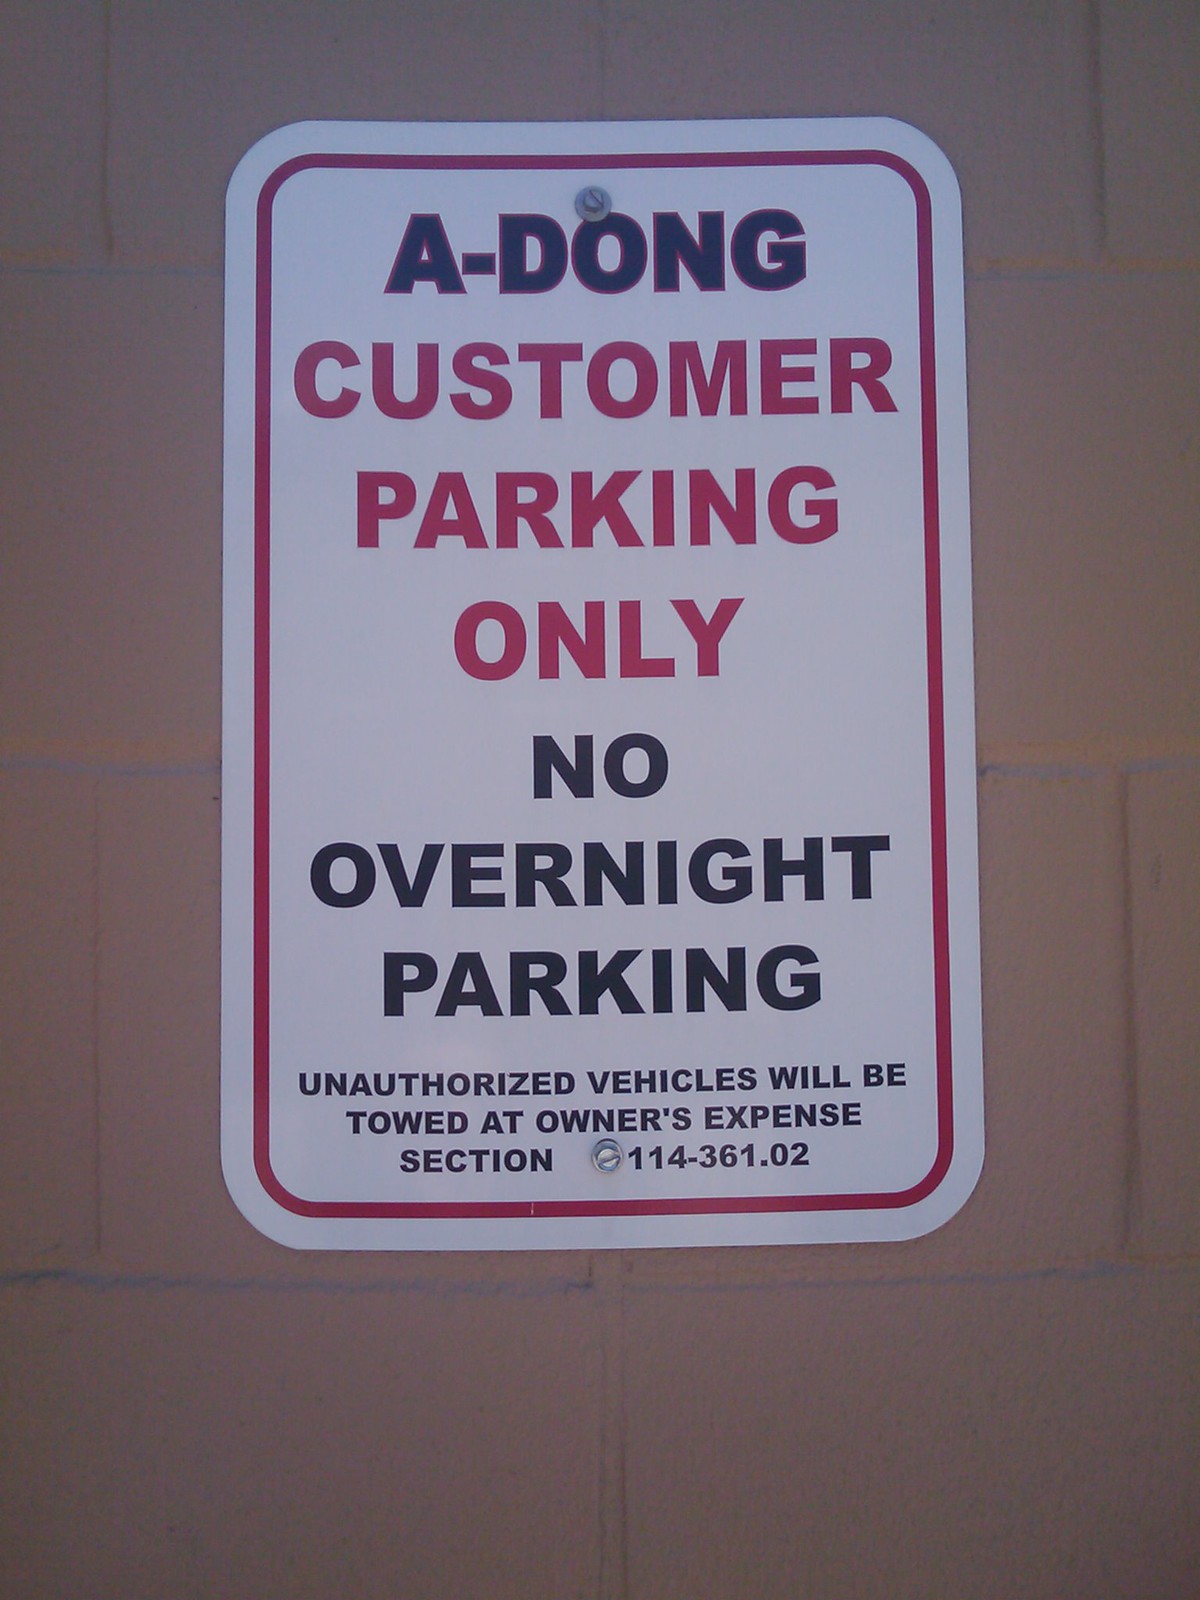 A-DONG
CUSTOMER
PARKING
ONLY
NO
OVERNIGHT
PARKING
UNAUTHORIZED VEHICLES WILL BE
TOWED AT OWNER'S EXPENSE
SECTION 114-361.02